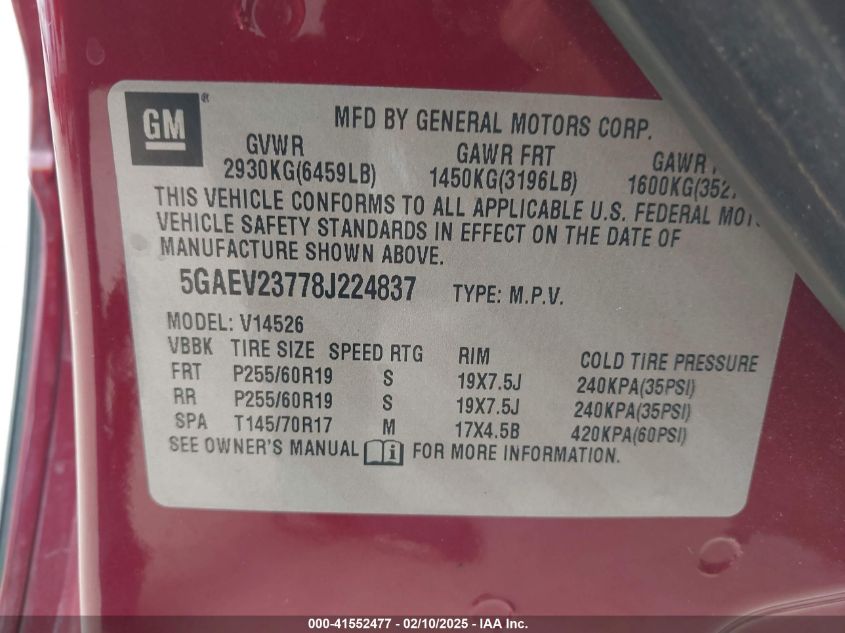 GM
®
MFD BY GENERAL MOTORS CORP.
GVWR GAWR FRT GAWR
2930KG(6459LB) 1450KG(3196LB) 1600KG(352
THIS VEHICLE CONFORMS TO ALL APPLICABLE U.S. FEDERAL
VEHICLE SAFETY STANDARDS IN EFFECT ON THE DATE OF
MANUFACTURE SHOWN ABOVE.
5GAEV23778J224837 TYPE: M.P.V.
MODEL: V14526
VBBK TIRE SIZE SPEED RTG RIM COLD TIRE PRESSURE
FRT P255/60R19 S 19X7.5J 240KPA(35PSI)
RR P255/60R19 S 19X7.5J 240KPA(35PSI)
SPA T145/70R17 M 17X4.5B 420KPA(60PSI)
SEE OWNER'S MANUAL i FOR MORE INFORMATION.
000-41552477 - 02/10/2025 - IAA Inc.